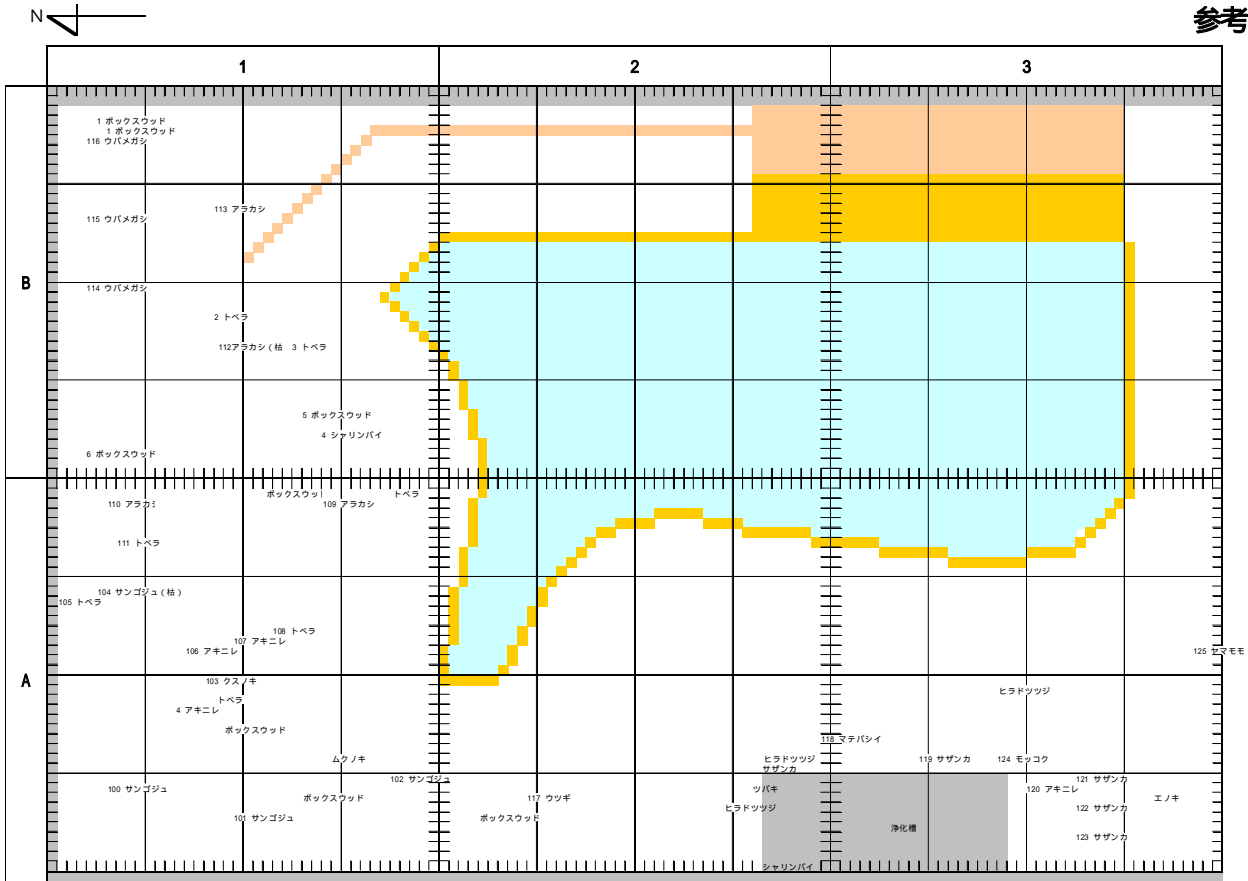 N
参考
1 2 3
1 ボックスウッド
1 ボックスウッド
116 ウバメガシ
113 アラカシ
115 ウバメガシ
B
114 ウバメガシ
2 トベラ
112アラカシ(枯 3 トベラ
5 ボックスウッド
4 シャリンバイ
6 ボックスウッド
ボックスウッ トベラ
110 アラカシ 109 アラカシ
111 トベラ
104 サンゴジュ(枯)
105 トベラ
108 トベラ
107 アキニレ
106 アキニレ 125 ヤマモモ
A
103 クスノキ
ヒラドツツジ
トベラ
4 アキニレ
ボックスウッド
118 マテバシイ
ムクノキ ヒラドツツジ 119 サザンカ 124 モッコク
サザンカ
102 サンゴジュ 121 サザンカ
100 サンゴジュ ツバキ 120 アキニレ
ボックスウッド 117 ウツギ エノキ
ヒラドツツジ 122 サザンカ
101 サンゴジュ ボックスウッド
浄化槽
123 サザンカ
シャリンバイ